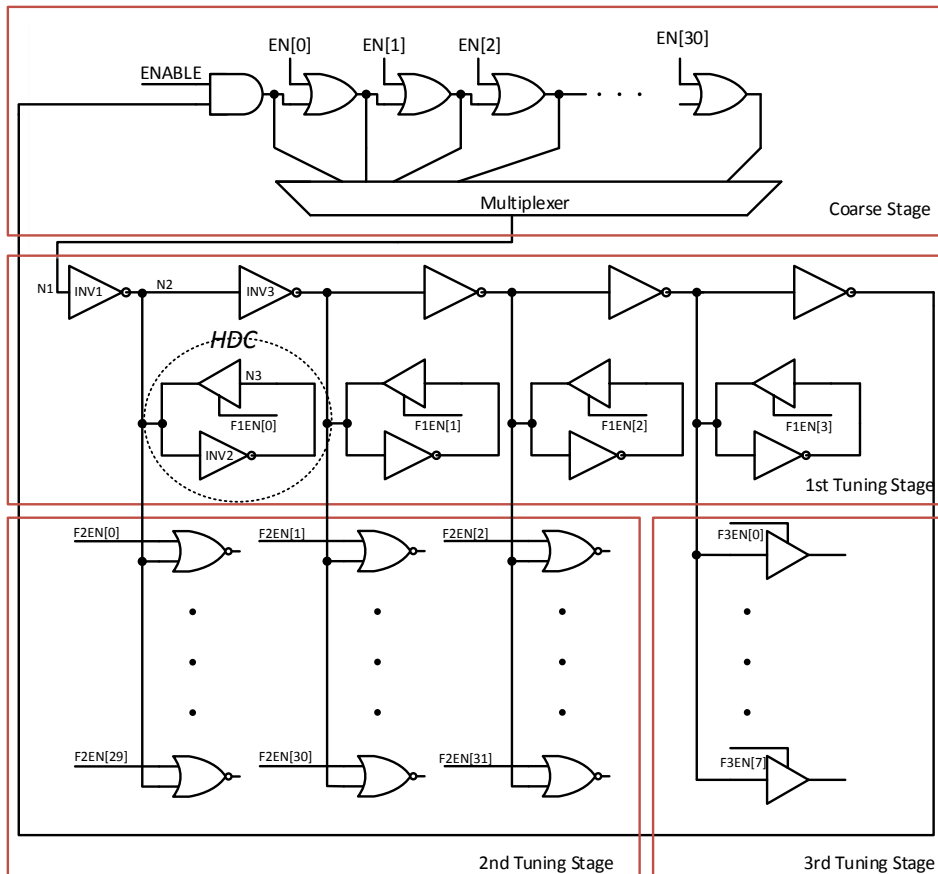 EN[0]
EN[1]
EN[2]
EN[30]
ENABLE
. . . .
Multiplexer
Coarse Stage
N1
INV1
N2
INV3
HDC
N3
F1EN[0]
F1EN[1]
F1EN[2]
F1EN[3]
INV2
1st Tuning Stage
F2EN[0]
F2EN[1]
F2EN[2]
F3EN[0]
F2EN[29]
F2EN[30]
F2EN[31]
F3EN[7]
2nd Tuning Stage
3rd Tuning Stage